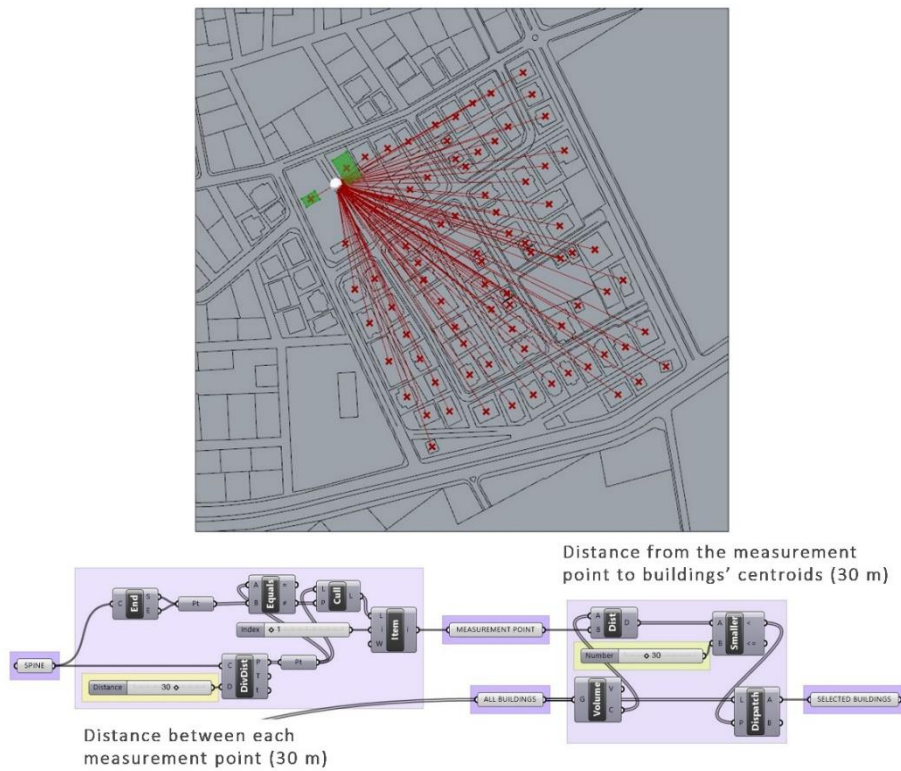 Distance from the measurement
point to buildings' centroids (30 m)
End
C
S
E
Pt
Equals
A
B
=
≠
Cull
L
P
L
Index ◇ 1
Item
L
i
W
i
MEASUREMENT POINT
Dist
A
B
D
Smaller
A
B
<
<=
Number ◇ 30
SPINE
DivDist
C
D
P
T
t
Pt
Distance 30 ◇
ALL BUILDINGS
Volume
G
V
C
Dispatch
L
P
A
B
SELECTED BUILDINGS
Distance between each
measurement point (30 m)